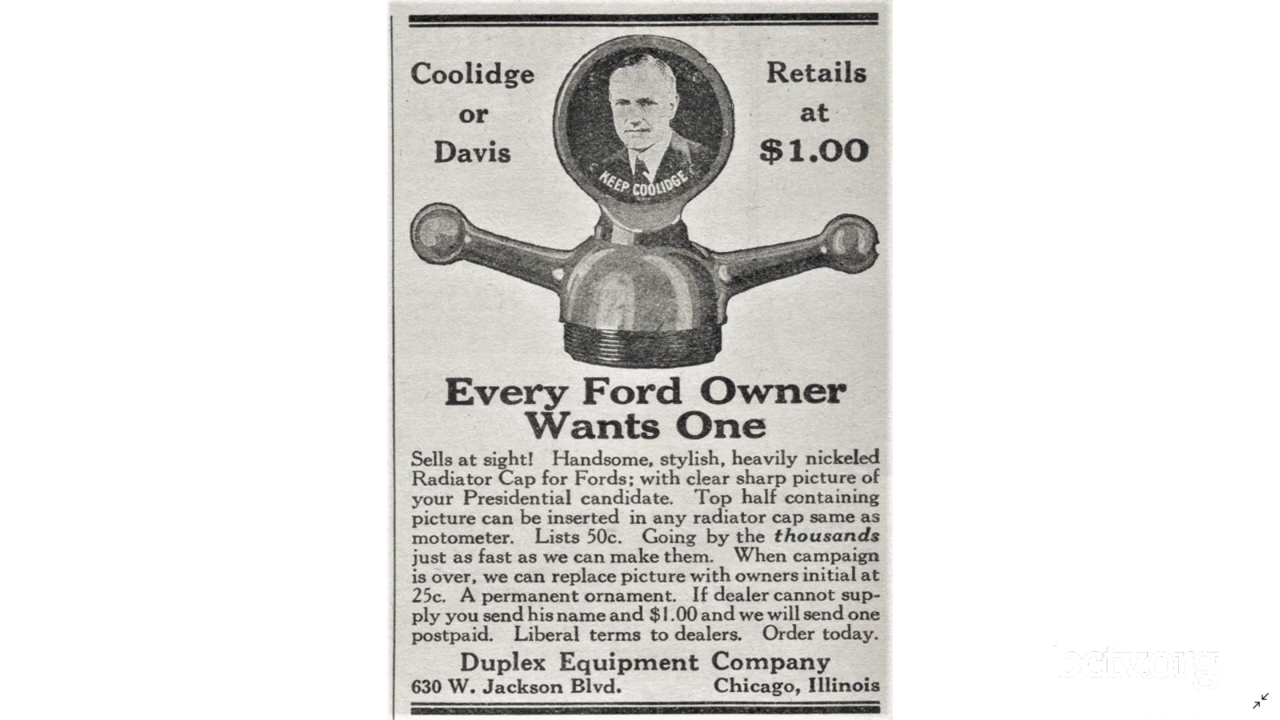 Coolidge
or
Davis
Retails
at
$1.00
KEEP COOLIDGE
Every Ford Owner
Wants One
Sells at sight! Handsome, stylish, heavily nickeled
Radiator Cap for Fords; with clear sharp picture of
your Presidential candidate. Top half containing
picture can be inserted in any radiator cap same as
motometer. Lists 50c. Going by the thousands
just as fast as we can make them. When campaign
is over, we can replace picture with owners initial at
25c. A permanent ornament. If dealer cannot sup-
ply you send his name and $1.00 and we will send one
postpaid. Liberal terms to dealers. Order today.
Duplex Equipment Company
630 W. Jackson Blvd. Chicago, Illinois
bctv.org